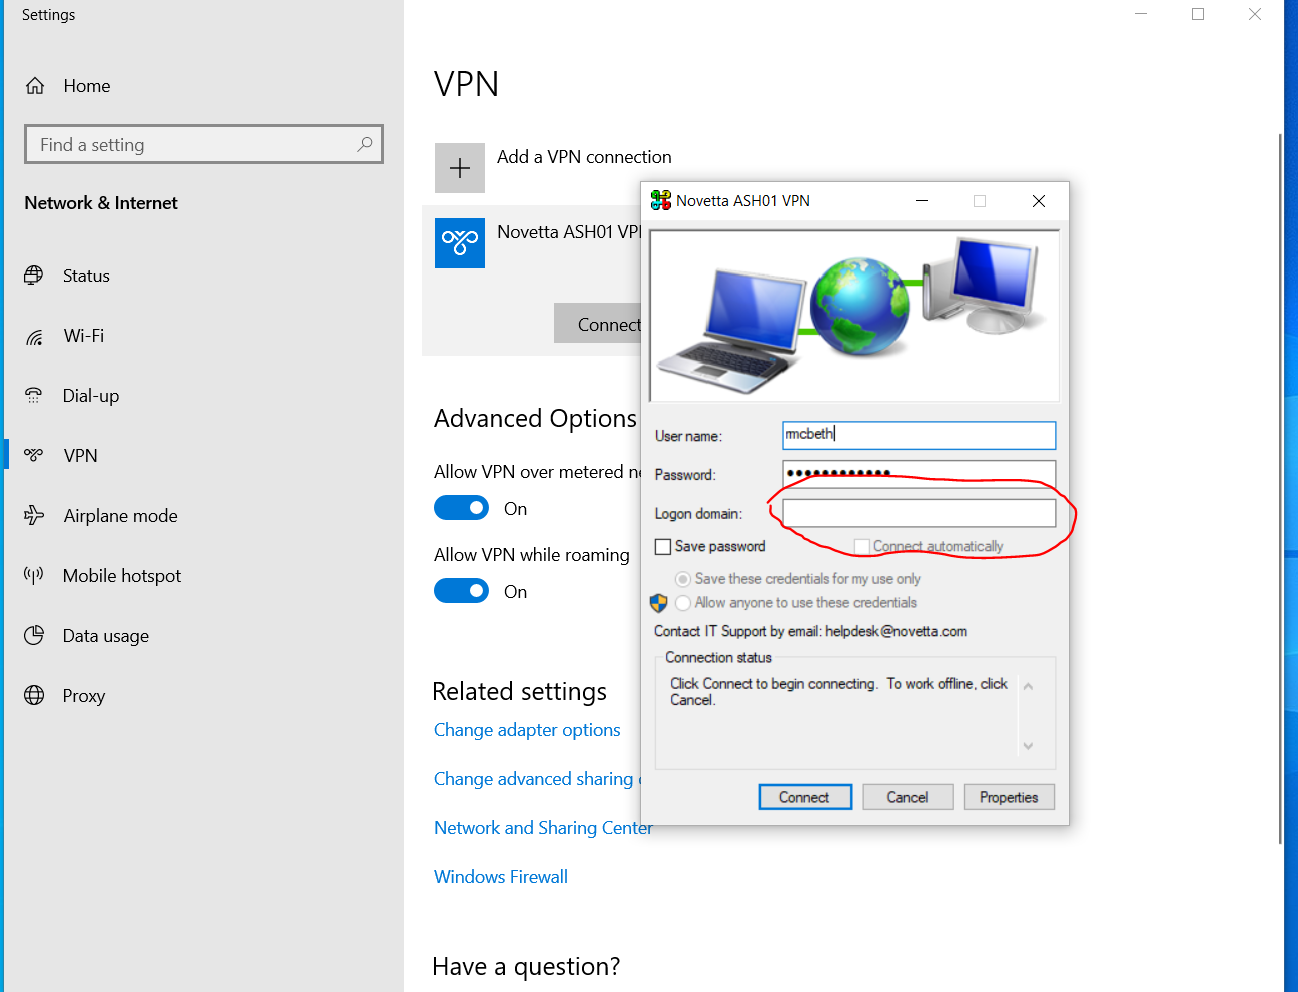 Settings
Home
Find a setting
Network & Internet
Status
Wi-Fi
Dial-up
VPN
Airplane mode
Mobile hotspot
Data usage
Proxy
VPN
Add a VPN connection
Novetta ASH01 VP
Connect
Advanced Options
Allow VPN over metered ne
On
Allow VPN while roaming
On
Related settings
Change adapter options
Change advanced sharing
Network and Sharing Center
Windows Firewall
Have a question?
Novetta ASH01 VPN
User name: rmcbeth
Password: ••••••••••••
Logon domain:
Save password Connect automatically
Save these credentials for my use only
Allow anyone to use these credentials
Contact IT Support by email: helpdesk@novetta.com
Connection status
Click Connect to begin connecting. To work offline, click
Cancel.
Connect Cancel Properties